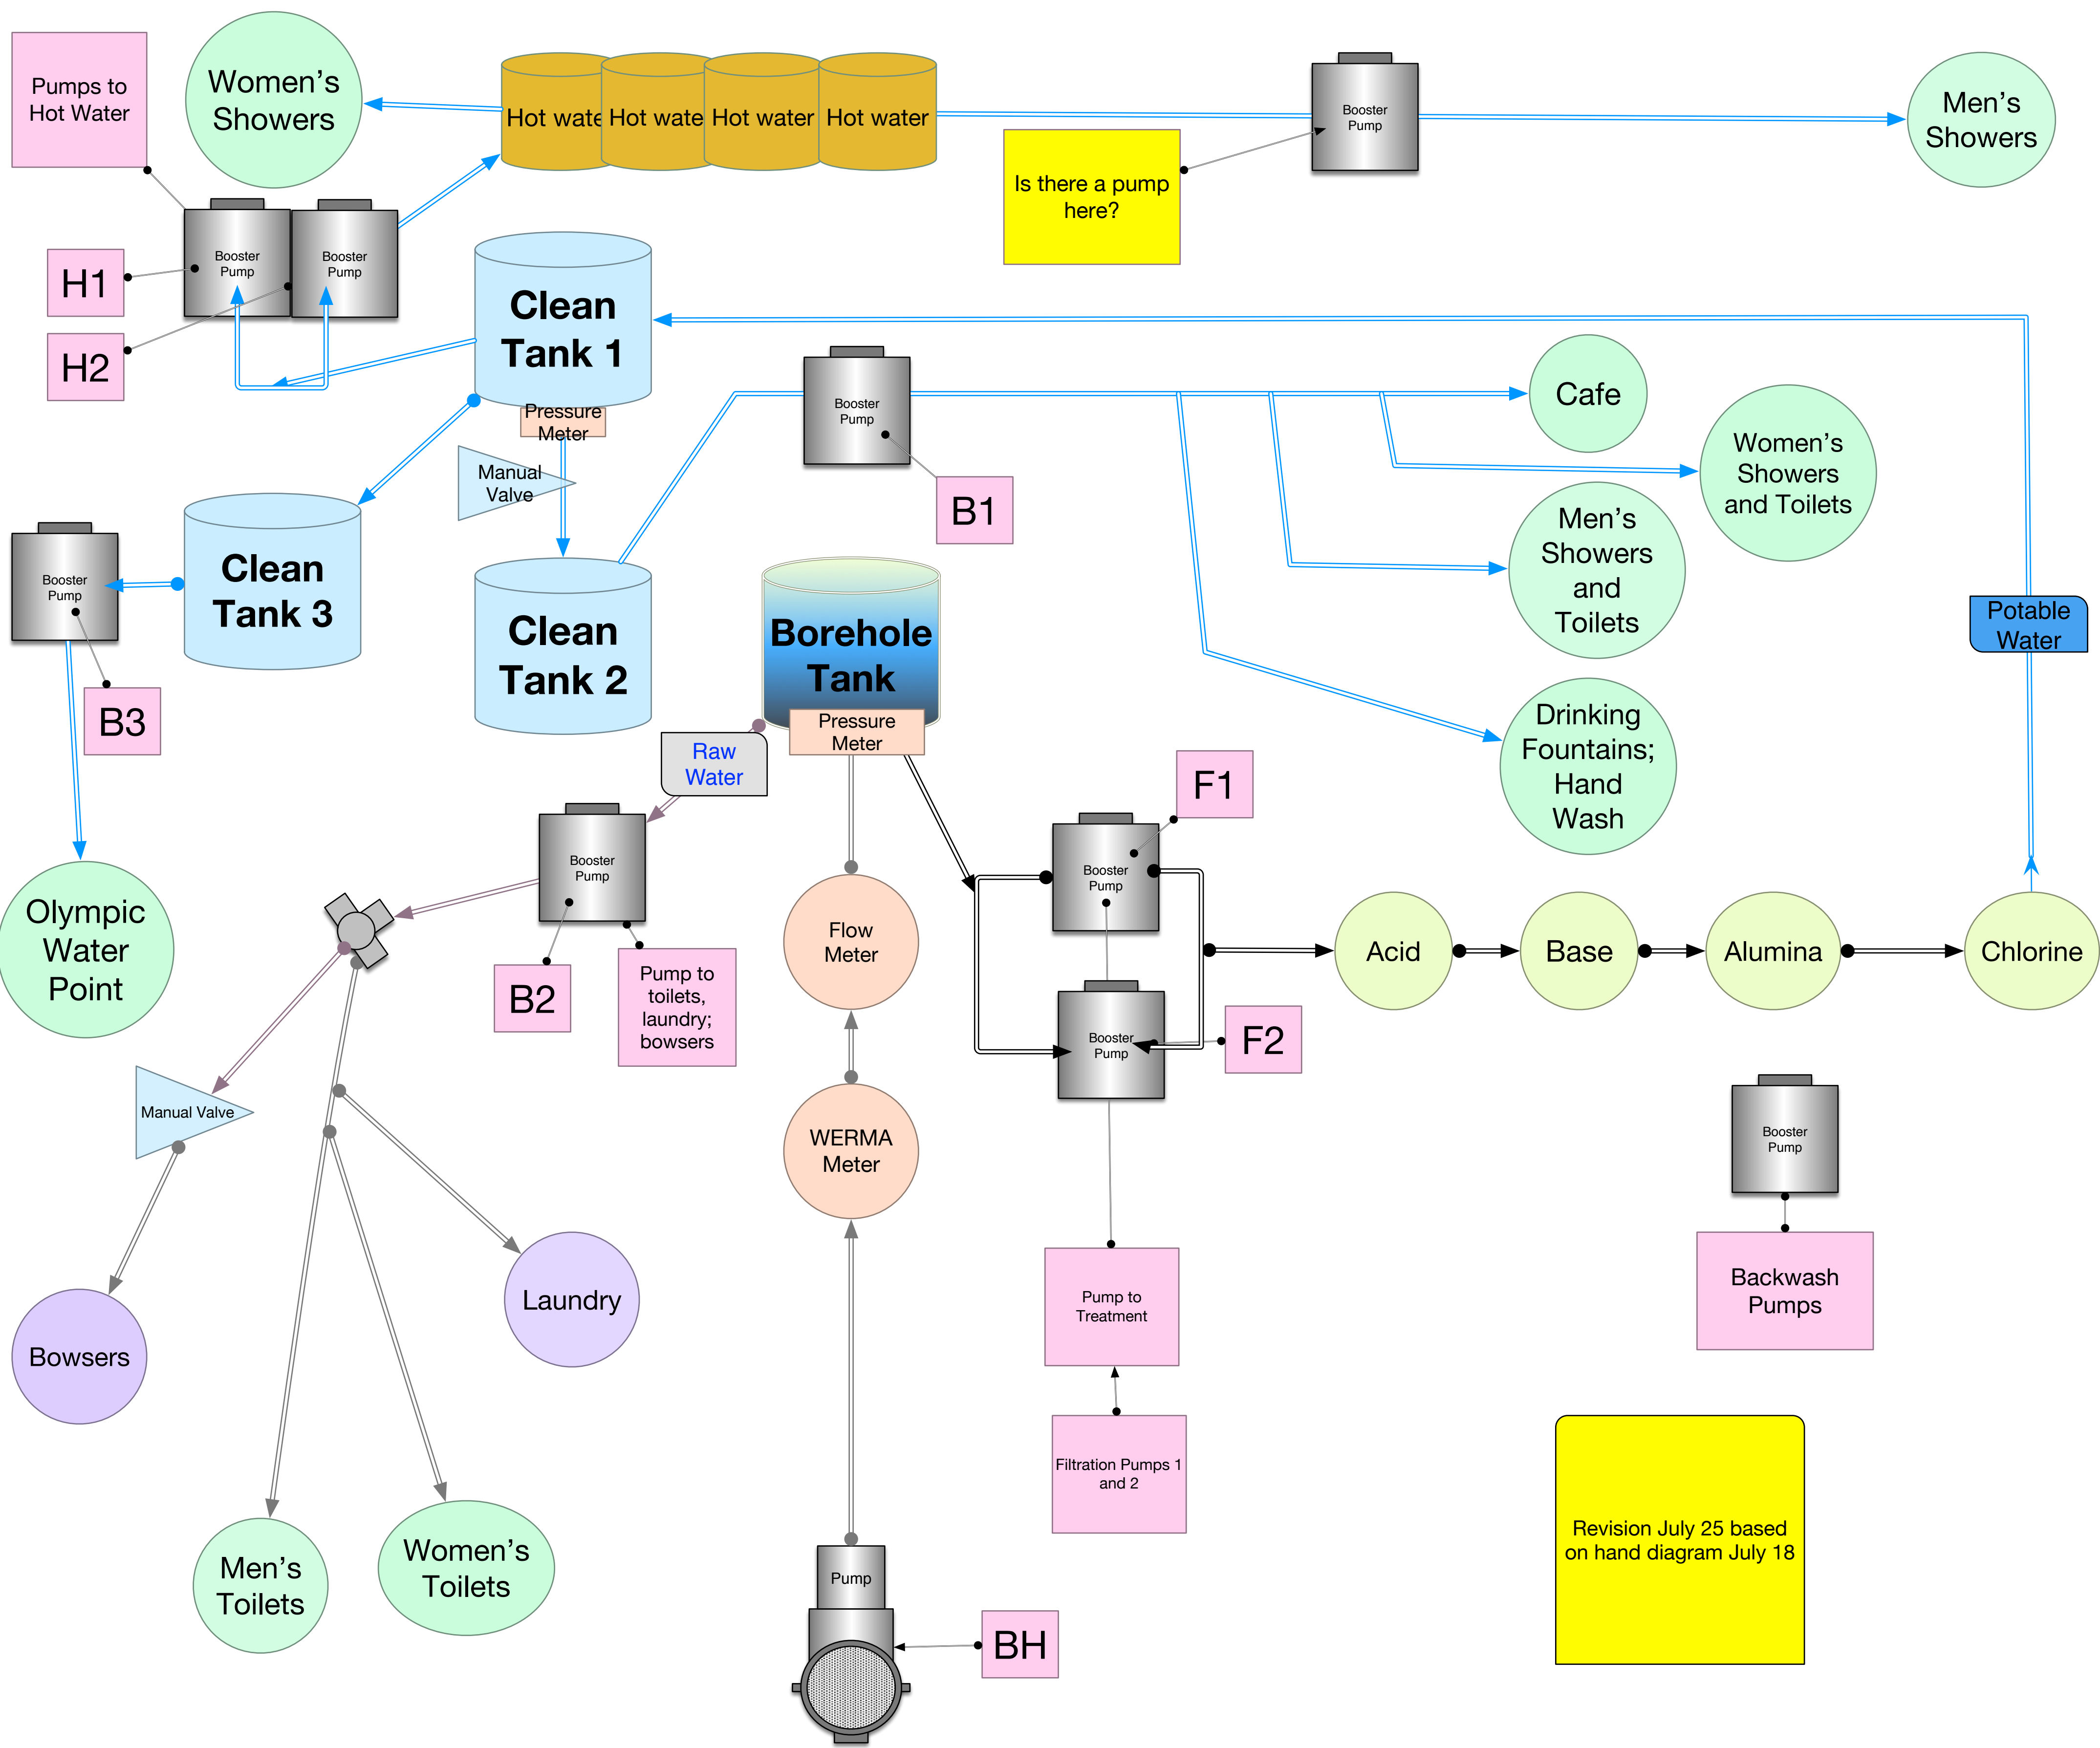 Pumps to
Hot Water
Women's
Showers
Hot wate
Hot wate
Hot water
Hot water
Booster
Pump
Men's
Showers
Is there a pump
here?
Booster
Pump
Booster
Pump
H1
H2
Clean
Tank 1
Pressure
Meter
Manual
Valve
Booster
Pump
B1
Cafe
Women's
Showers
and Toilets
Men's
Showers
and
Toilets
Drinking
Fountains;
Hand
Wash
Potable
Water
Booster
Pump
Clean
Tank 3
B3
Clean
Tank 2
Borehole
Tank
Pressure
Meter
Raw
Water
Booster
Pump
B2
Pump to
toilets,
laundry;
bowsers
Olympic
Water
Point
Flow
Meter
WERMA
Meter
F1
Booster
Pump
Booster
Pump
F2
Acid
Base
Alumina
Chlorine
Manual Valve
Bowsers
Laundry
Men's
Toilets
Women's
Toilets
Pump to
Treatment
Filtration Pumps 1
and 2
Booster
Pump
Backwash
Pumps
Pump
BH
Revision July 25 based
on hand diagram July 18